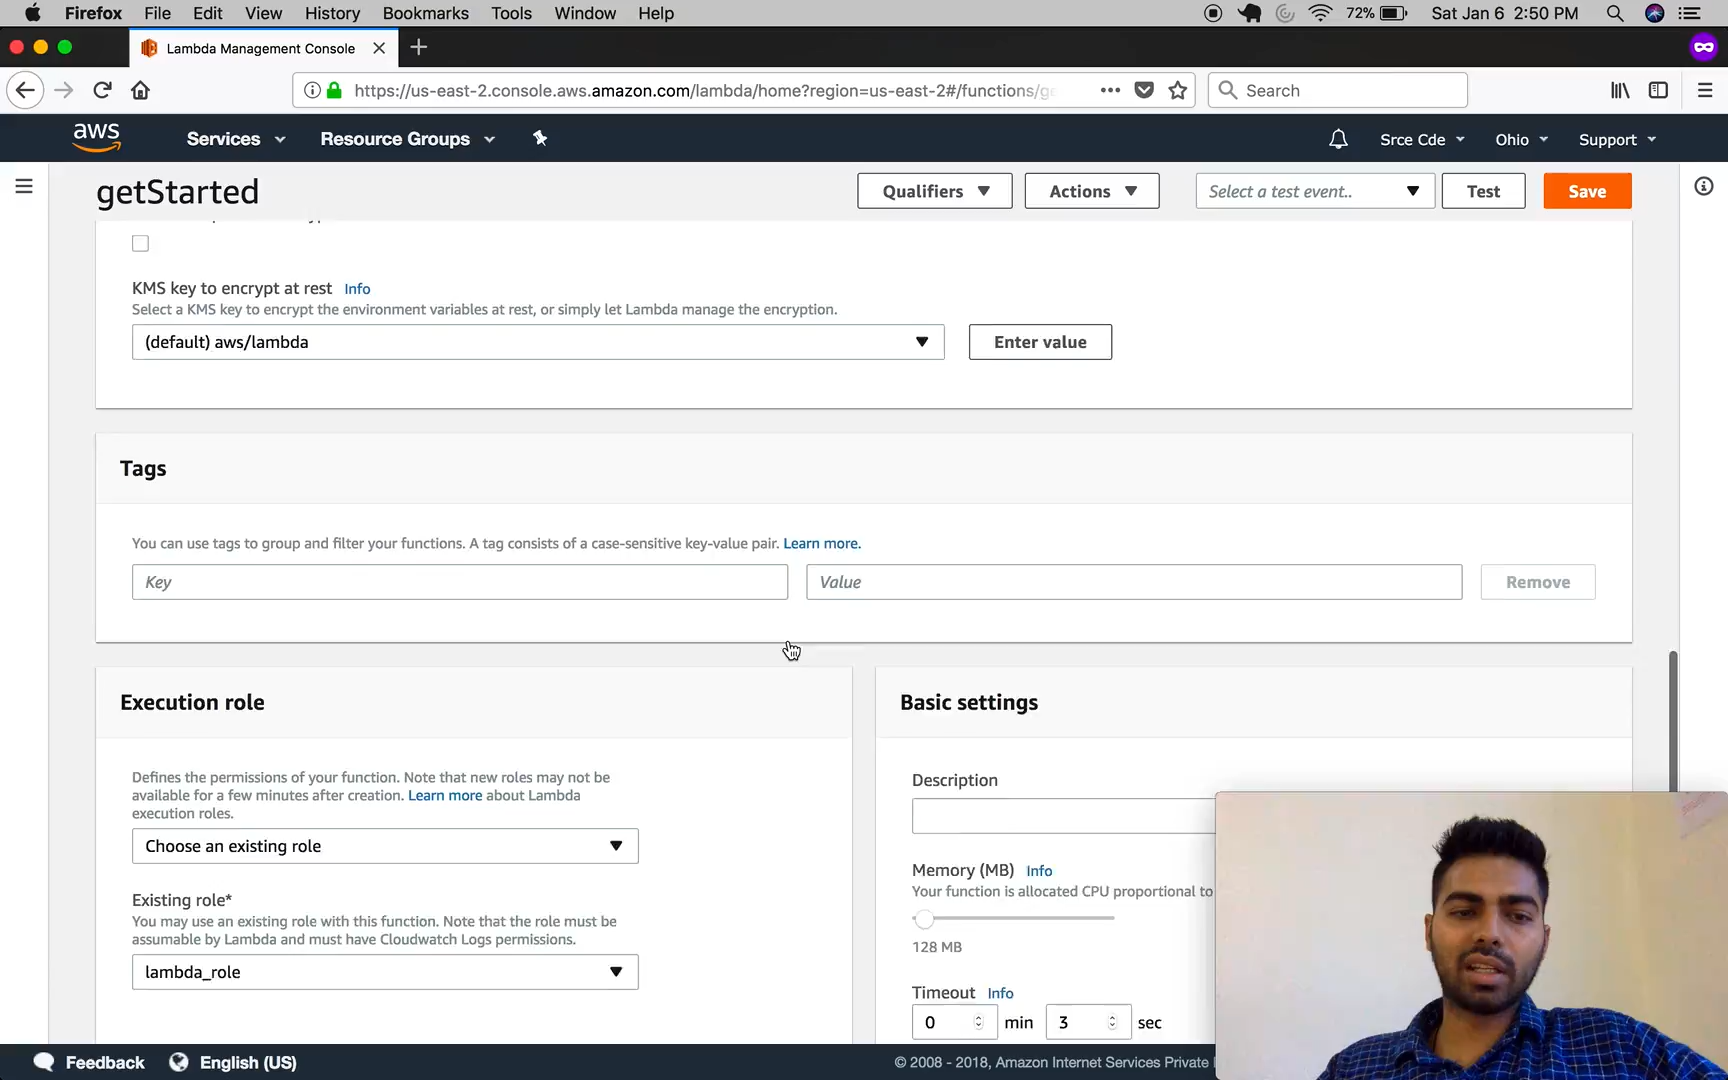 Firefox File Edit View History Bookmarks Tools Window Help 72% Sat Jan 6 2:50 PM
Lambda Management Console
https://us-east-2.console.aws.amazon.com/lambda/home?region=us-east-2#/functions/ge
Search
aws Services Resource Groups Srce Cde Ohio Support
getStarted Qualifiers Actions Select a test event.. Test Save
KMS key to encrypt at rest Info
Select a KMS key to encrypt the environment variables at rest, or simply let Lambda manage the encryption.
(default) aws/lambda Enter value
Tags
You can use tags to group and filter your functions. A tag consists of a case-sensitive key-value pair. Learn more.
Key Value Remove
Execution role
Defines the permissions of your function. Note that new roles may not be
available for a few minutes after creation. Learn more about Lambda
execution roles.
Choose an existing role
Existing role*
You may use an existing role with this function. Note that the role must be
assumable by Lambda and must have Cloudwatch Logs permissions.
lambda_role
Basic settings
Description
Memory (MB) Info
Your function is allocated CPU proportional to
128 MB
Timeout Info
0 min 3 sec
Feedback English (US) © 2008 - 2018, Amazon Internet Services Private